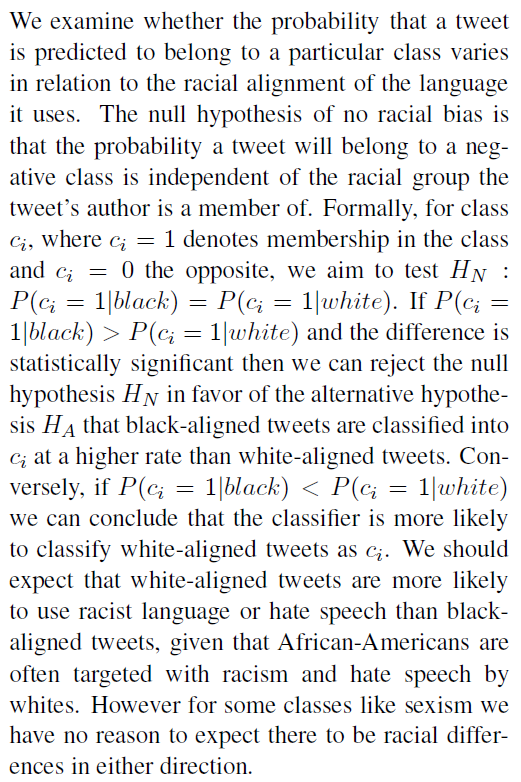 We examine whether the probability that a tweet
is predicted to belong to a particular class varies
in relation to the racial alignment of the language
it uses. The null hypothesis of no racial bias is
that the probability a tweet will belong to a neg-
ative class is independent of the racial group the
tweet's author is a member of. Formally, for class
c_i, where c_i = 1 denotes membership in the class
and c_i = 0 the opposite, we aim to test H_N :
P(c_i = 1|black) = P(c_i = 1|white). If P(c_i =
1|black) > P(c_i = 1|white) and the difference is
statistically significant then we can reject the null
hypothesis H_N in favor of the alternative hypothe-
sis H_A that black-aligned tweets are classified into
c_i at a higher rate than white-aligned tweets. Con-
versely, if P(c_i = 1|black) < P(c_i = 1|white)
we can conclude that the classifier is more likely
to classify white-aligned tweets as c_i. We should
expect that white-aligned tweets are more likely
to use racist language or hate speech than black-
aligned tweets, given that African-Americans are
often targeted with racism and hate speech by
whites. However for some classes like sexism we
have no reason to expect there to be racial differ-
ences in either direction.